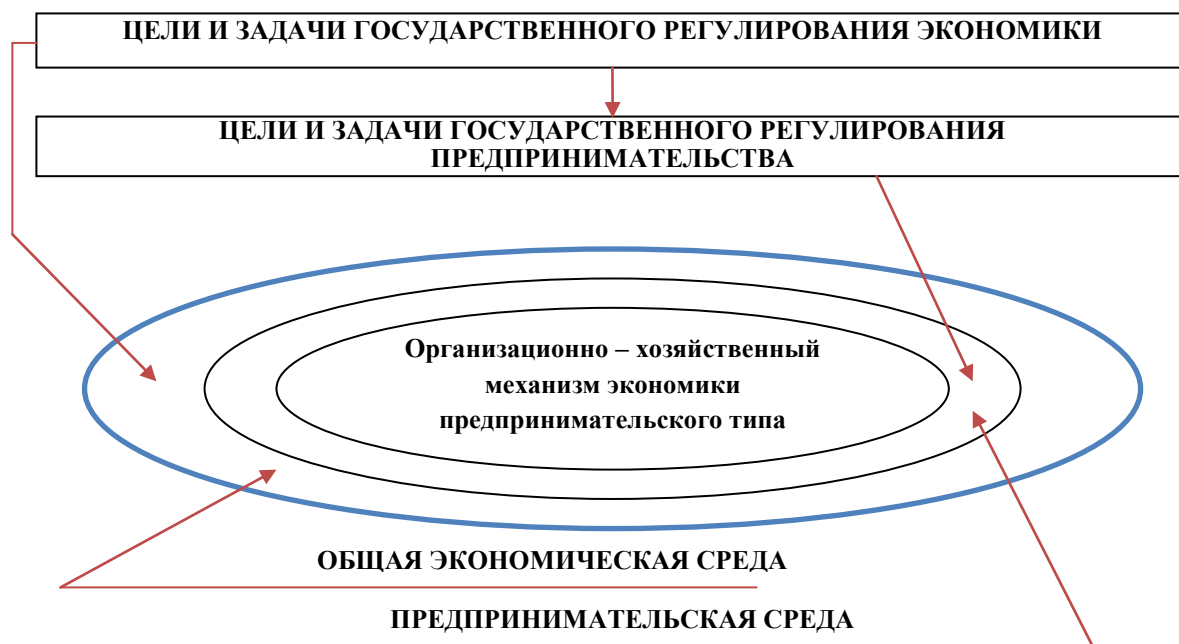 ЦЕЛИ И ЗАДАЧИ ГОСУДАРСТВЕННОГО РЕГУЛИРОВАНИЯ ЭКОНОМИКИ
ЦЕЛИ И ЗАДАЧИ ГОСУДАРСТВЕННОГО РЕГУЛИРОВАНИЯ
ПРЕДПРИНИМАТЕЛЬСТВА
Организационно – хозяйственный
механизм экономики
предпринимательского типа
ОБЩАЯ ЭКОНОМИЧЕСКАЯ СРЕДА
ПРЕДПРИНИМАТЕЛЬСКАЯ СРЕДА